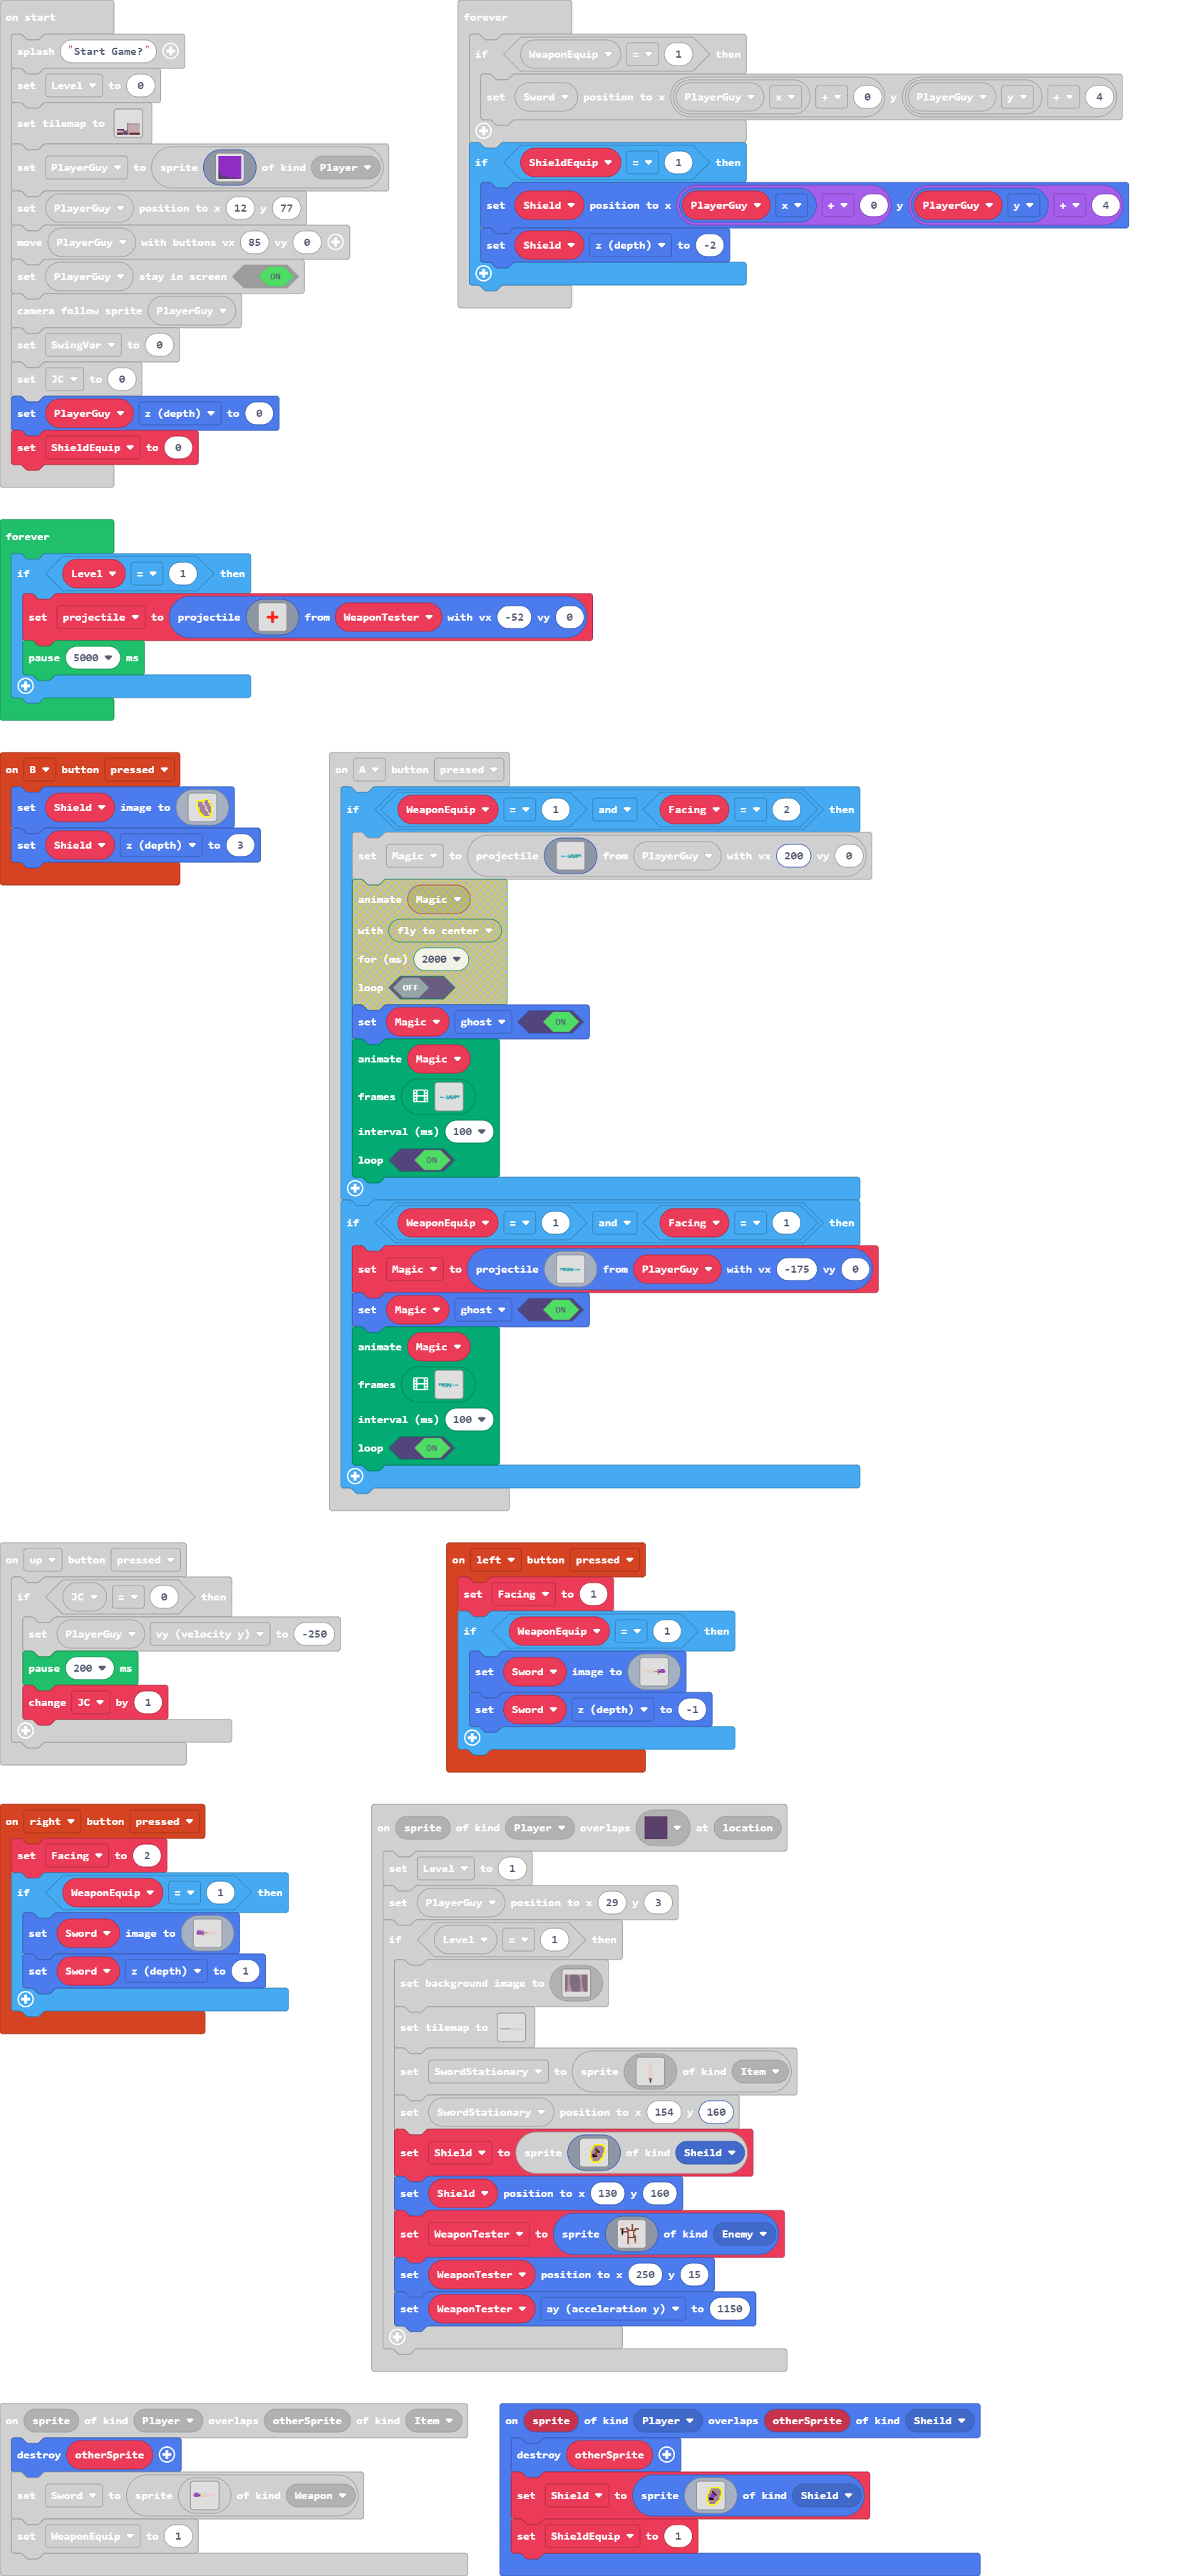 on start
splash "Start Game?"
set Level to 0
set tilemap to
set PlayerGuy to sprite of kind Player
set PlayerGuy position to x 12 y 77
move PlayerGuy with buttons vx 85 vy 0
set PlayerGuy stay in screen ON
camera follow sprite PlayerGuy
set SwingVar to 0
set JC to 0
set PlayerGuy z (depth) to 0
set ShieldEquip to 0
forever
if WeaponEquip = 1 then
set Sword position to x PlayerGuy x + 0 y PlayerGuy y + 4
if ShieldEquip = 1 then
set Shield position to x PlayerGuy x + 0 y PlayerGuy y + 4
set Shield z (depth) to -2
forever
if Level = 1 then
set projectile to projectile from WeaponTester with vx -52 vy 0
pause 5000 ms
on B button pressed
set Shield image to
set Shield z (depth) to 3
on A button pressed
if WeaponEquip = 1 and Facing = 2 then
set Magic to projectile from PlayerGuy with vx 200 vy 0
animate Magic
with fly to center
for (ms) 2000
loop OFF
set Magic ghost ON
animate Magic
frames
interval (ms) 100
loop ON
if WeaponEquip = 1 and Facing = 1 then
set Magic to projectile from PlayerGuy with vx -175 vy 0
set Magic ghost ON
animate Magic
frames
interval (ms) 100
loop ON
on up button pressed
if JC = 0 then
set PlayerGuy vy (velocity y) to -250
pause 200 ms
change JC by 1
on left button pressed
set Facing to 1
if WeaponEquip = 1 then
set Sword image to
set Sword z (depth) to -1
on right button pressed
set Facing to 2
if WeaponEquip = 1 then
set Sword image to
set Sword z (depth) to 1
on sprite of kind Player overlaps at location
set Level to 1
set PlayerGuy position to x 29 y 3
if Level = 1 then
set background image to
set tilemap to
set SwordStationary to sprite of kind Item
set SwordStationary position to x 154 y 160
set Shield to sprite of kind Sheild
set Shield position to x 130 y 160
set WeaponTester to sprite of kind Enemy
set WeaponTester position to x 250 y 15
set WeaponTester ay (acceleration y) to 1150
on sprite of kind Player overlaps otherSprite of kind Item
destroy otherSprite
set Sword to sprite of kind Weapon
set WeaponEquip to 1
on sprite of kind Player overlaps otherSprite of kind Sheild
destroy otherSprite
set Shield to sprite of kind Shield
set ShieldEquip to 1